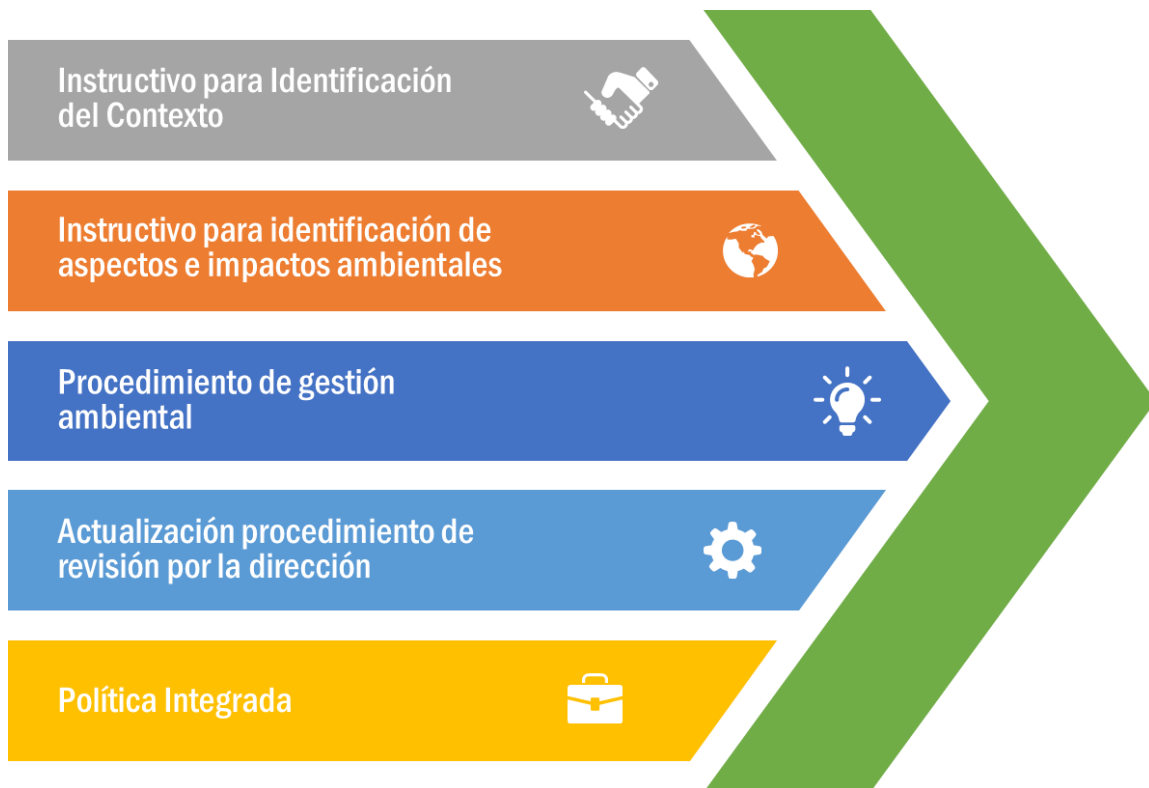 Instructivo para Identificación
del Contexto
Instructivo para identificación de
aspectos e impactos ambientales
Procedimiento de gestión
ambiental
Actualización procedimiento de
revisión por la dirección
Política Integrada